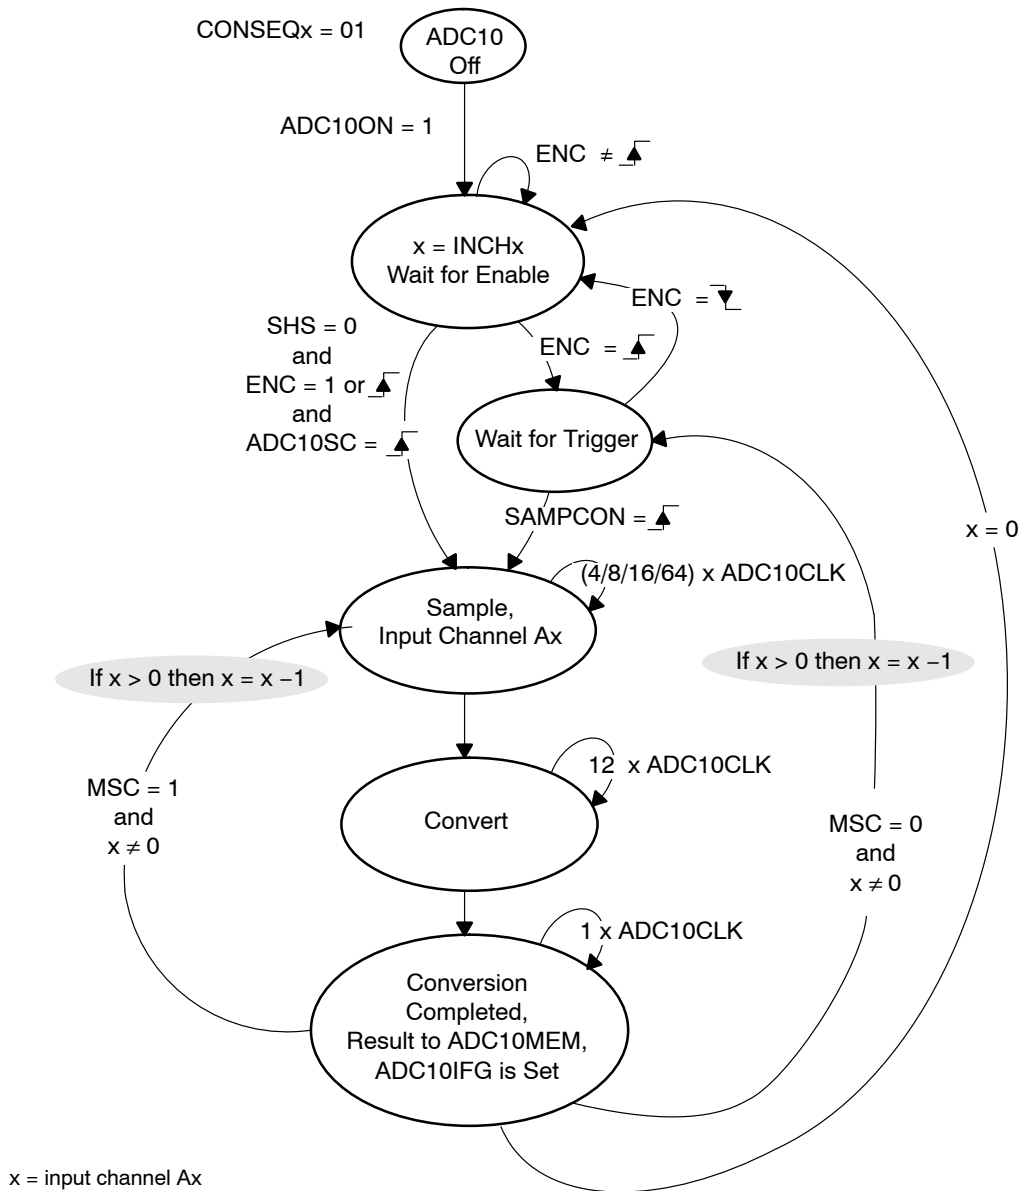 CONSEQx = 01
ADC10
Off
ADC10ON = 1
ENC ≠
x = INCHx
Wait for Enable
ENC =
SHS = 0
and
ENC = 1 or
and
ADC10SC =
ENC =
Wait for Trigger
SAMPCON =
x = 0
(4/8/16/64) x ADC10CLK
Sample,
Input Channel Ax
If x > 0 then x = x −1
If x > 0 then x = x −1
12 x ADC10CLK
MSC = 1
and
x ≠ 0
Convert
MSC = 0
and
x ≠ 0
1 x ADC10CLK
Conversion
Completed,
Result to ADC10MEM,
ADC10IFG is Set
x = input channel Ax